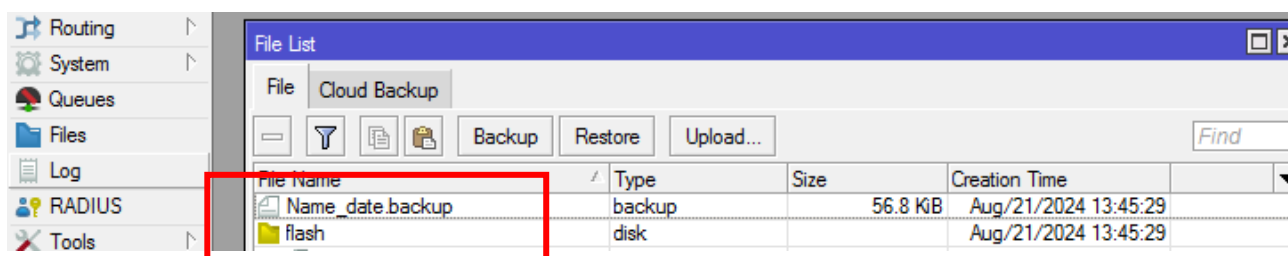 Routing
System
Queues
Files
Log
RADIUS
Tools
File List
File Cloud Backup
Backup Restore Upload... Find
File Name Type Size Creation Time
Name_date.backup backup 56.8 KiB Aug/21/2024 13:45:29
flash disk Aug/21/2024 13:45:29